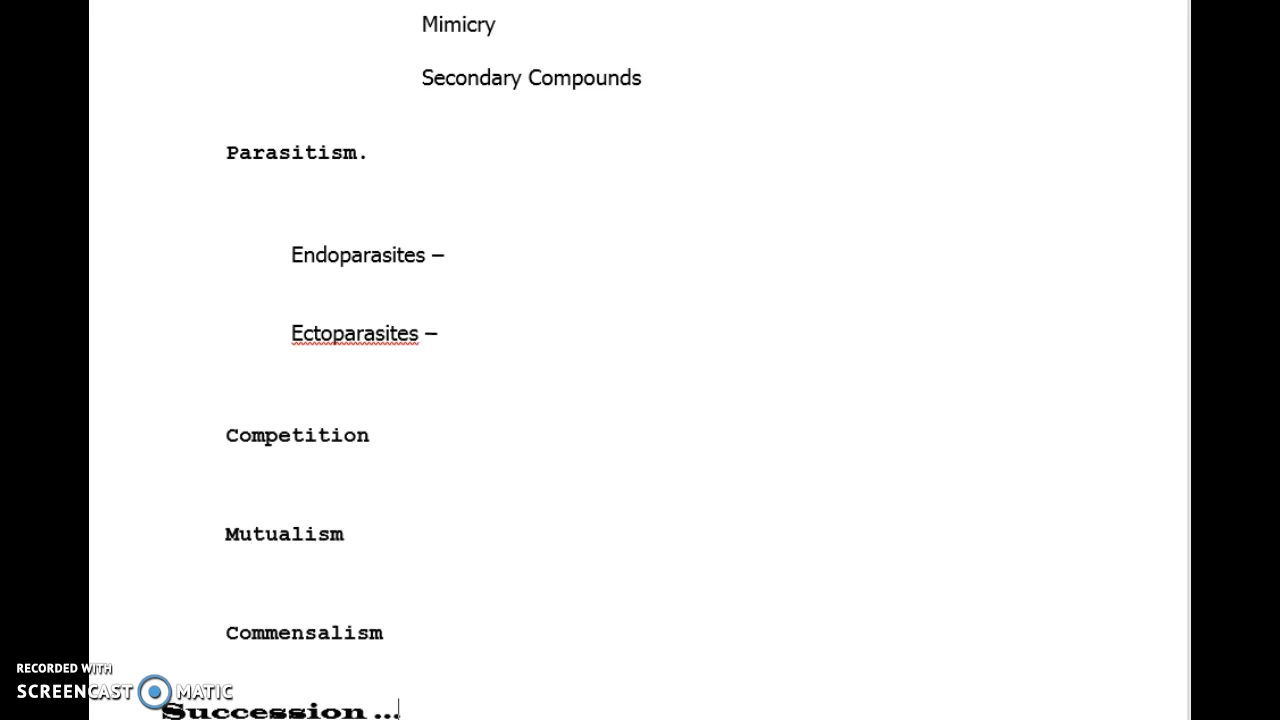 Mimicry
Secondary Compounds
Parasitism.
Endoparasites –
Ectoparasites –
Competition
Mutualism
Commensalism
RECORDED WITH
SCREENCAST MATIC
Succession ...